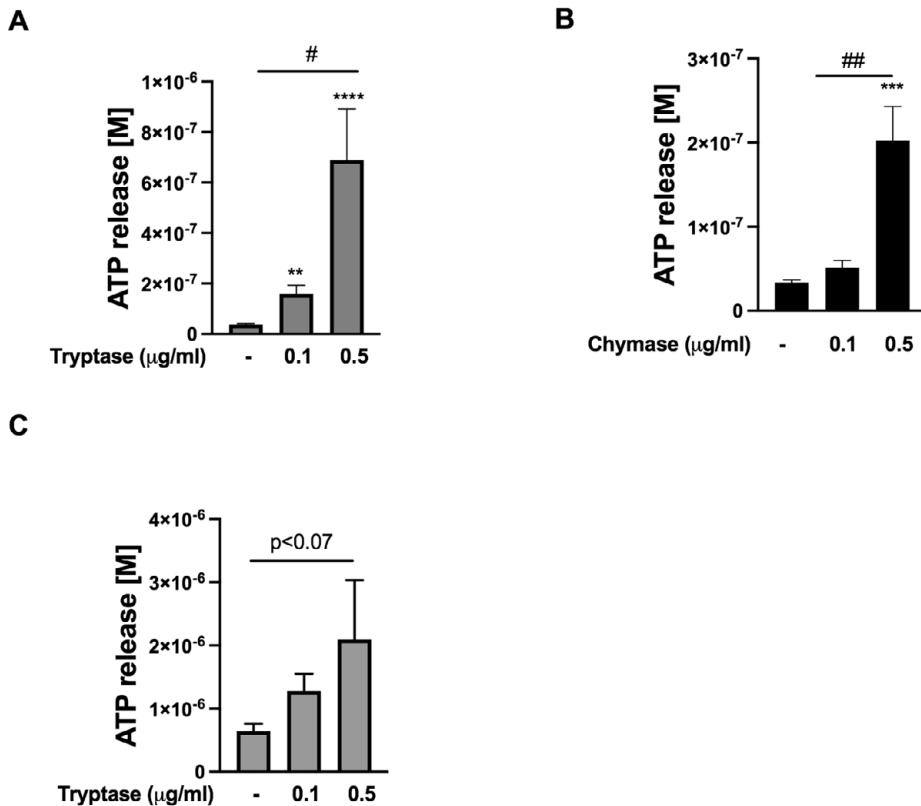 A
#
1×10⁻⁶
8×10⁻⁷
6×10⁻⁷
4×10⁻⁷
2×10⁻⁷
0
ATP release [M]
**
****
Tryptase (μg/ml) - 0.1 0.5
B
##
3×10⁻⁷
2×10⁻⁷
1×10⁻⁷
0
ATP release [M]
***
Chymase (μg/ml) - 0.1 0.5
C
p<0.07
4×10⁻⁶
3×10⁻⁶
2×10⁻⁶
1×10⁻⁶
0
ATP release [M]
Tryptase (μg/ml) - 0.1 0.5